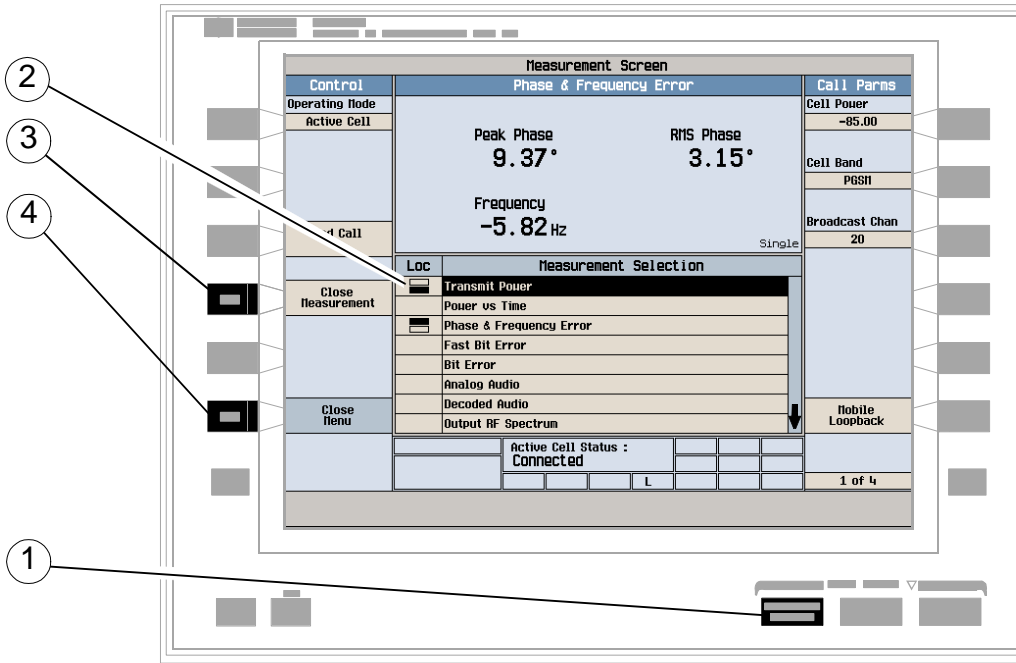 Measurement Screen
Control
Phase & Frequency Error
Call Parms
2
Operating Mode
Active Cell
Cell Power
-85.00
Peak Phase
9.37°
RMS Phase
3.15°
3
Cell Band
PGSM
Frequency
-5.82 Hz
4
Call
Broadcast Chan
20
Single
Loc
Measurement Selection
Close
Measurement
Transmit Power
Power vs Time
Phase & Frequency Error
Fast Bit Error
Bit Error
Analog Audio
Decoded Audio
Output RF Spectrum
Close
Menu
Mobile
Loopback
Active Cell Status :
Connected
L
1 of 4
1